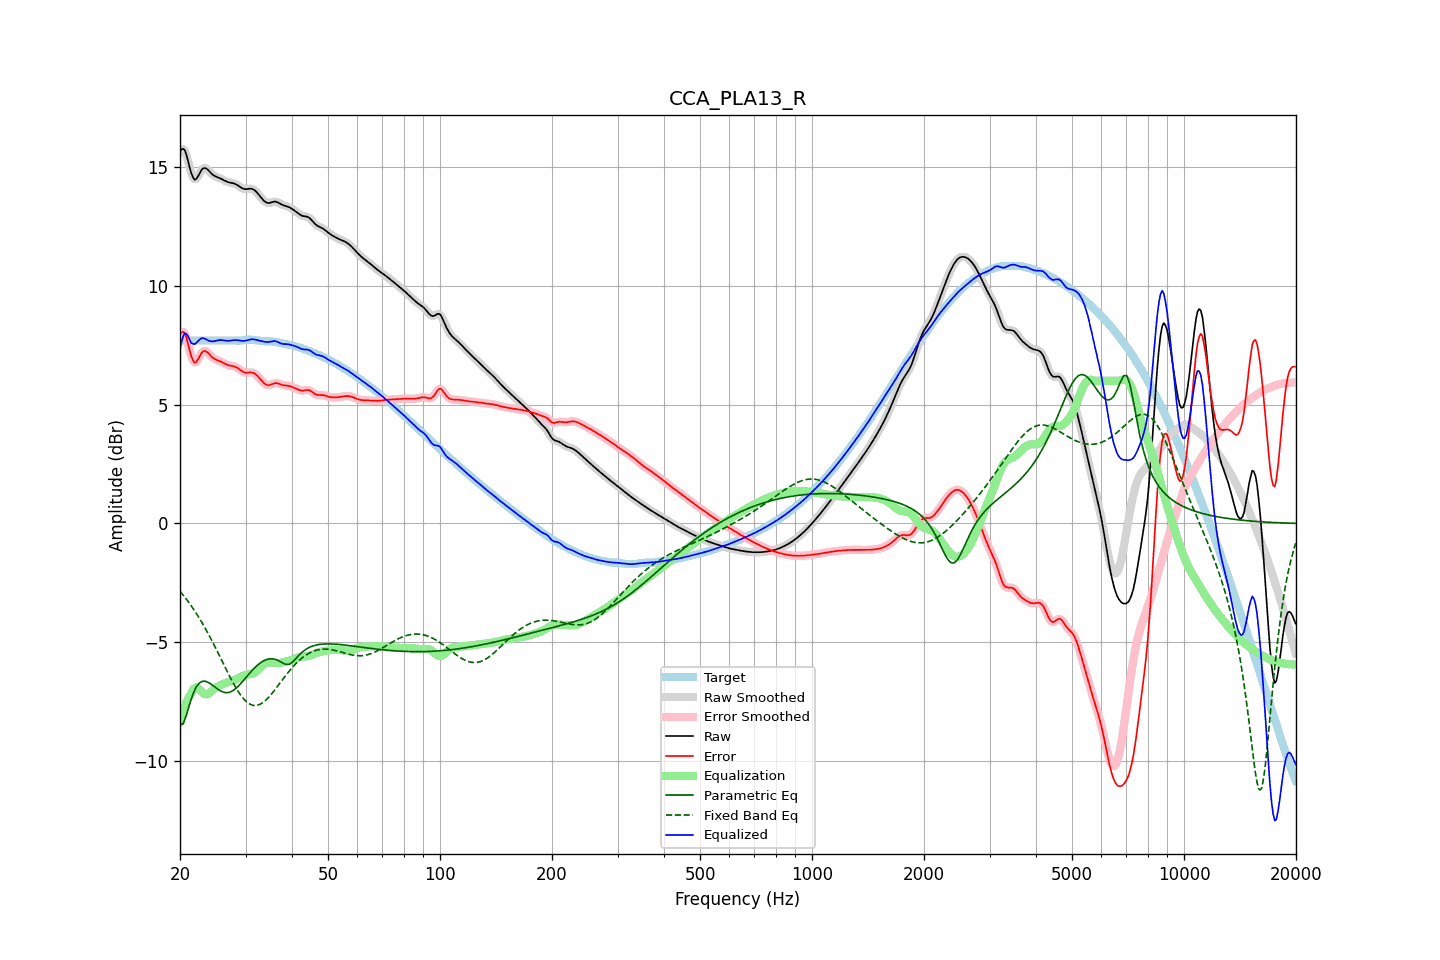 CCA_PLA13_R
Amplitude (dBr)
15
10
5
0
−5
−10
Target
Raw Smoothed
Error Smoothed
Raw
Error
Equalization
Parametric Eq
Fixed Band Eq
Equalized
20 50 100 200 500 1000 2000 5000 10000 20000
Frequency (Hz)